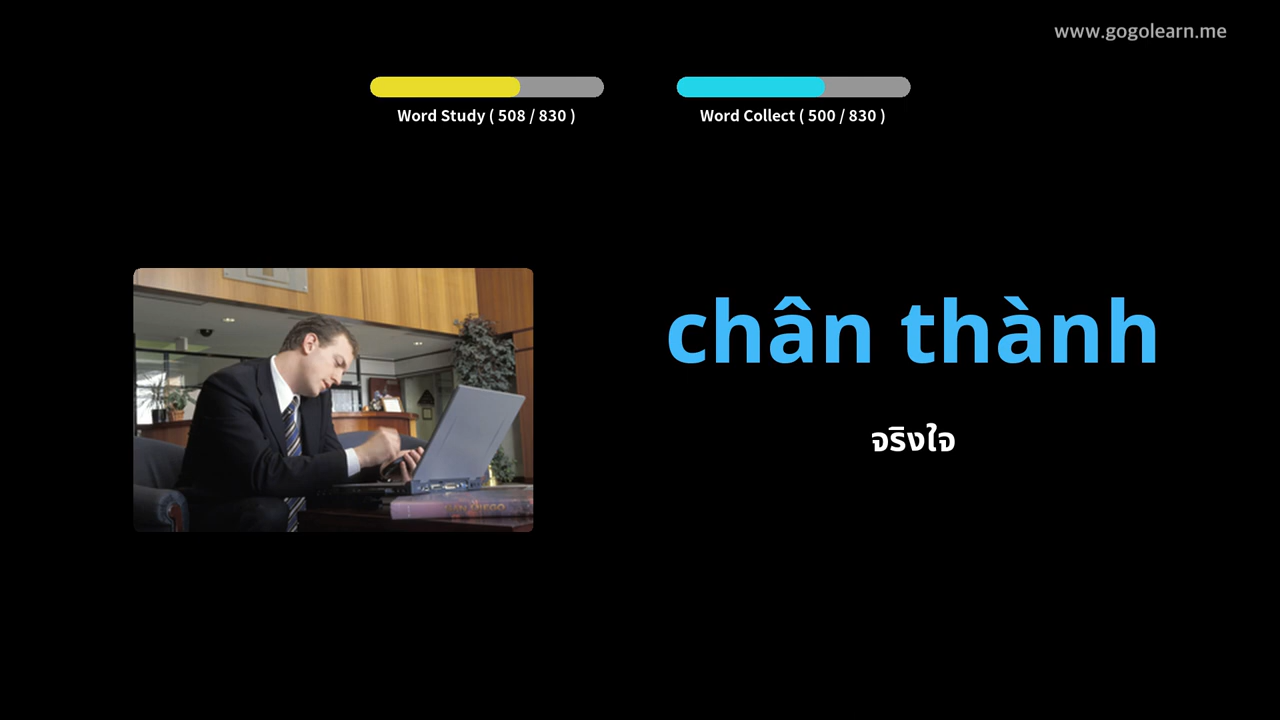 www.gogolearn.me
Word Study ( 508 / 830 )
Word Collect ( 500 / 830 )
chân thành
จริงใจ